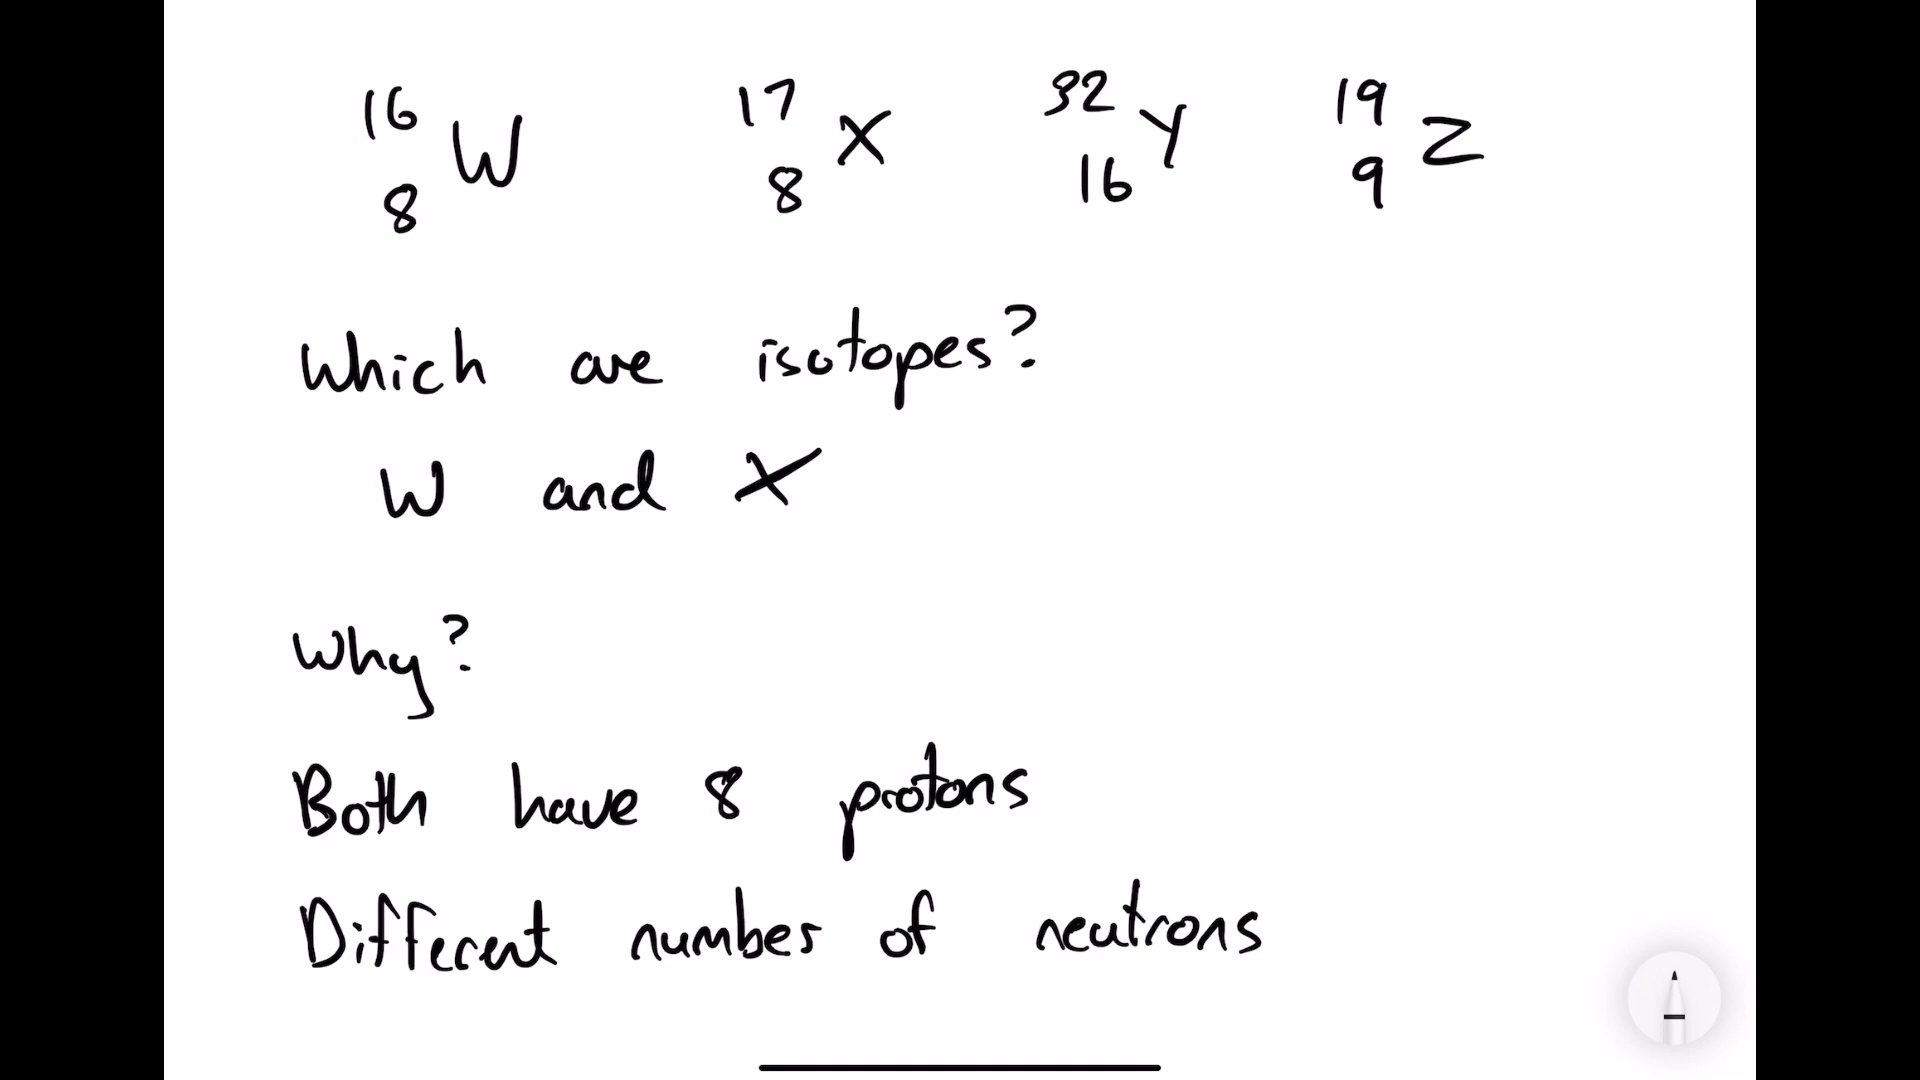 16 W 17 X 32 Y 19 Z
8 8 16 9
Which are isotopes?
W and X
Why?
Both have 8 protons
Different number of neutrons